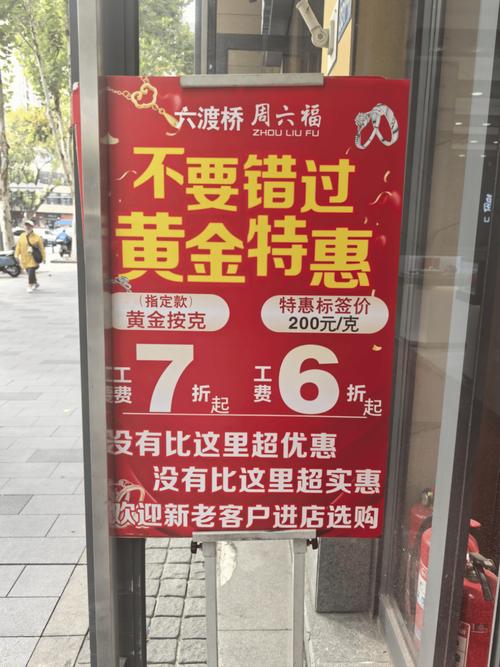 六渡桥 周六福
ZHOU LIU FU
不要错过
黄金特惠
(指定款)
黄金按克
特惠标签价
200元/克
工费7折起
工费6折起
没有比这里超优惠
没有比这里超实惠
欢迎新老客户进店选购